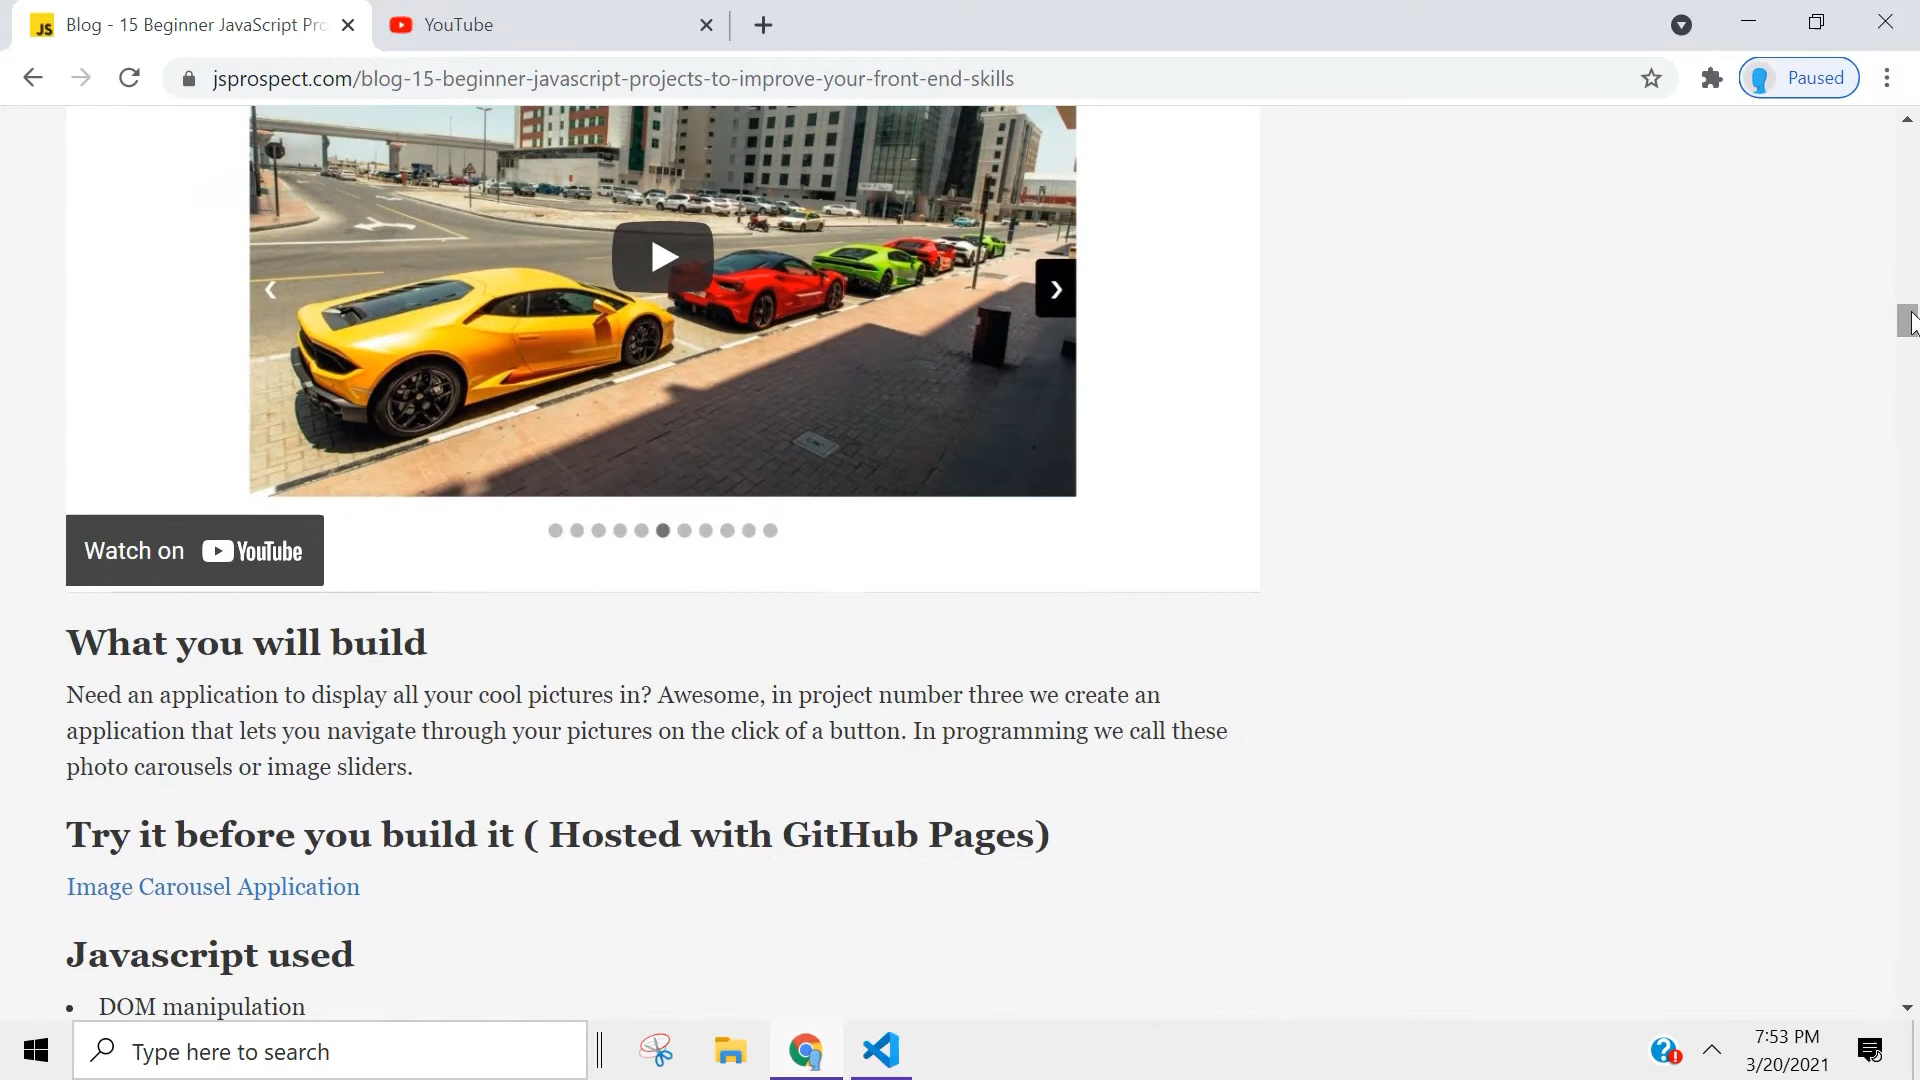 JS Blog - 15 Beginner JavaScript Pro
YouTube
jsprospect.com/blog-15-beginner-javascript-projects-to-improve-your-front-end-skills
Paused
Watch on YouTube
What you will build
Need an application to display all your cool pictures in? Awesome, in project number three we create an
application that lets you navigate through your pictures on the click of a button. In programming we call these
photo carousels or image sliders.
Try it before you build it ( Hosted with GitHub Pages)
Image Carousel Application
Javascript used
• DOM manipulation
Type here to search
7:53 PM
3/20/2021